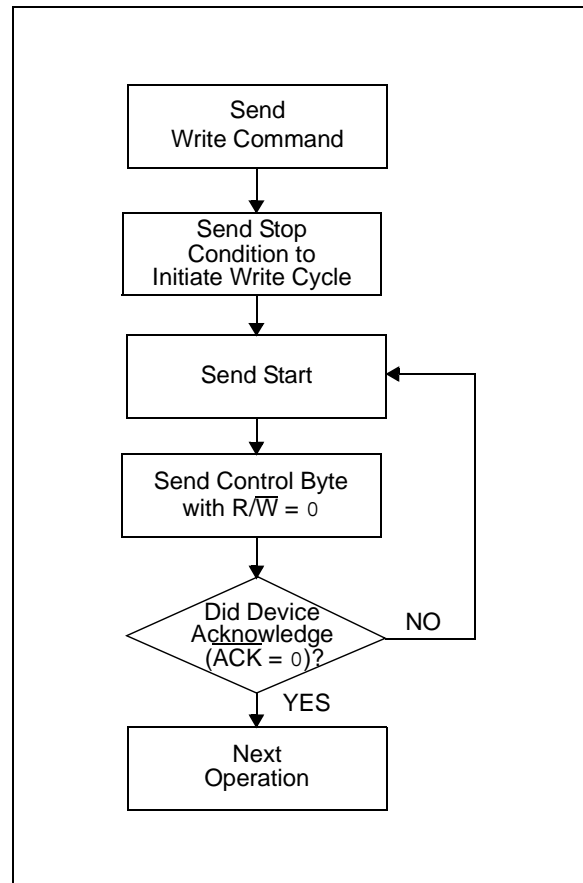 Send
Write Command
Send Stop
Condition to
Initiate Write Cycle
Send Start
Send Control Byte
with R/W̅ = 0
Did Device
Acknowledge
(A̅C̅K̅ = 0)?
NO
YES
Next
Operation